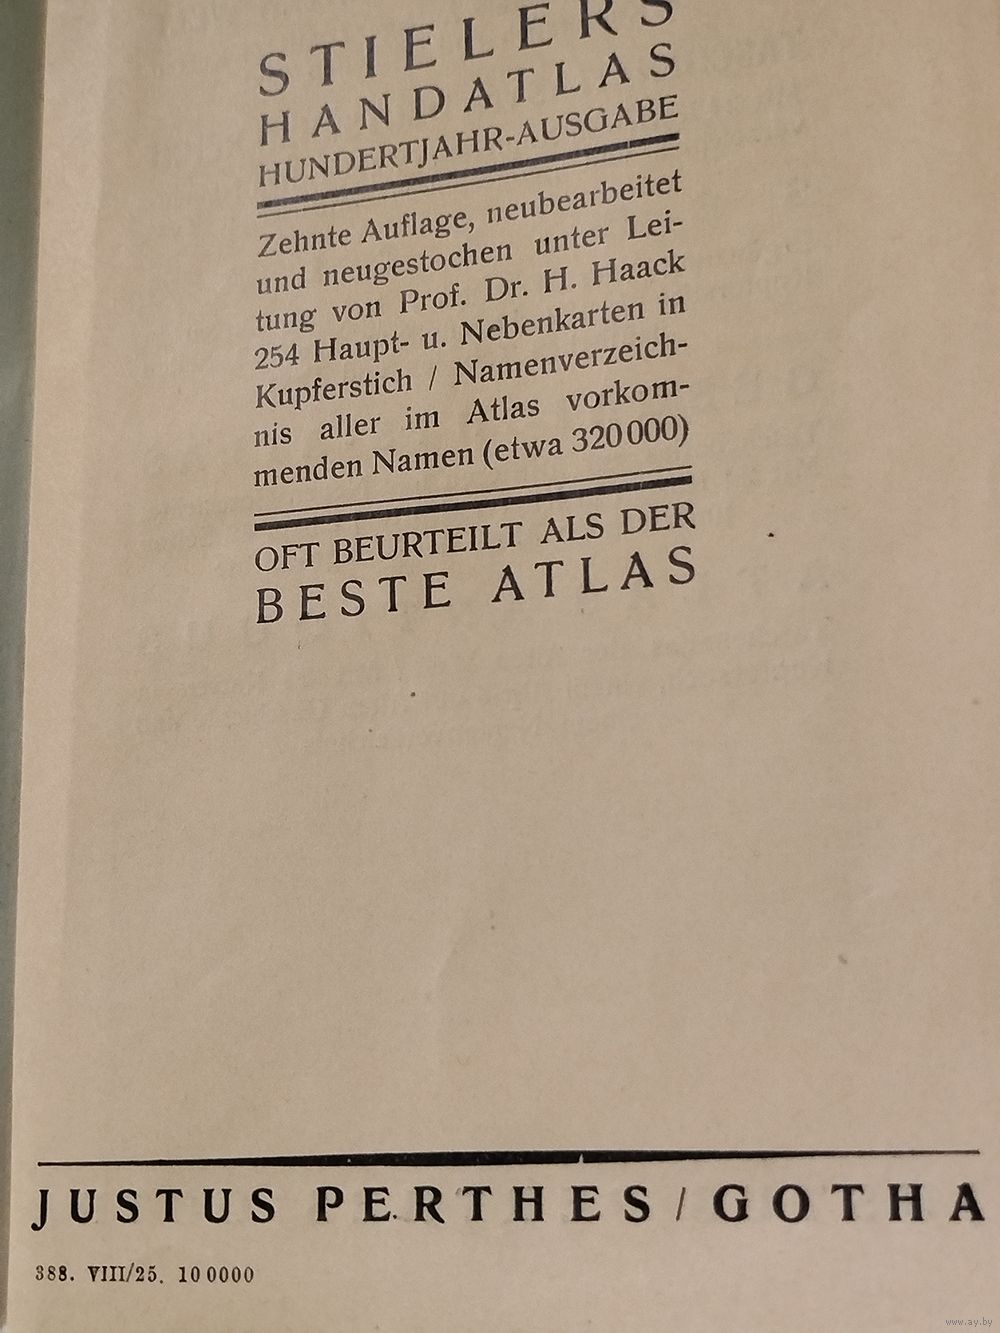 STIELERS
HANDATLAS
HUNDERTJAHR-AUSGABE
Zehnte Auflage, neubearbeitet
und neugestochen unter Lei-
tung von Prof. Dr. H. Haack
254 Haupt- u. Nebenkarten in
Kupferstich / Namenverzeich-
nis aller im Atlas vorkom-
menden Namen (etwa 320000)
OFT BEURTEILT ALS DER
BESTE ATLAS
JUSTUS PERTHES / GOTHA
388. VIII/25. 100000
www.ay.by